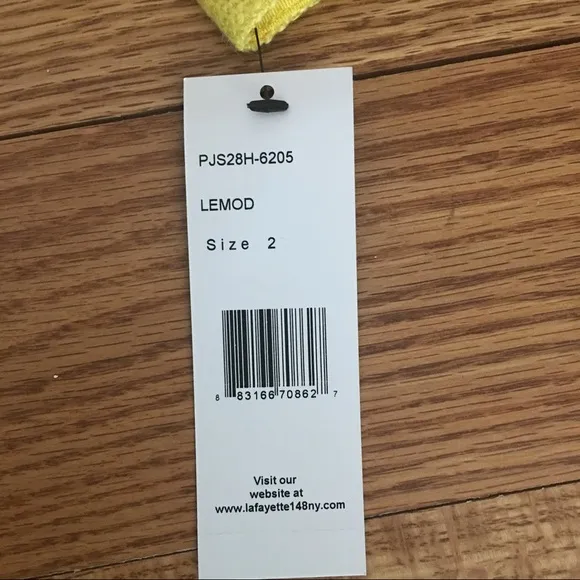 PJS28H-6205
LEMOD
Size 2
8 83166 70862 7
Visit our
website at
www.lafayette148ny.com